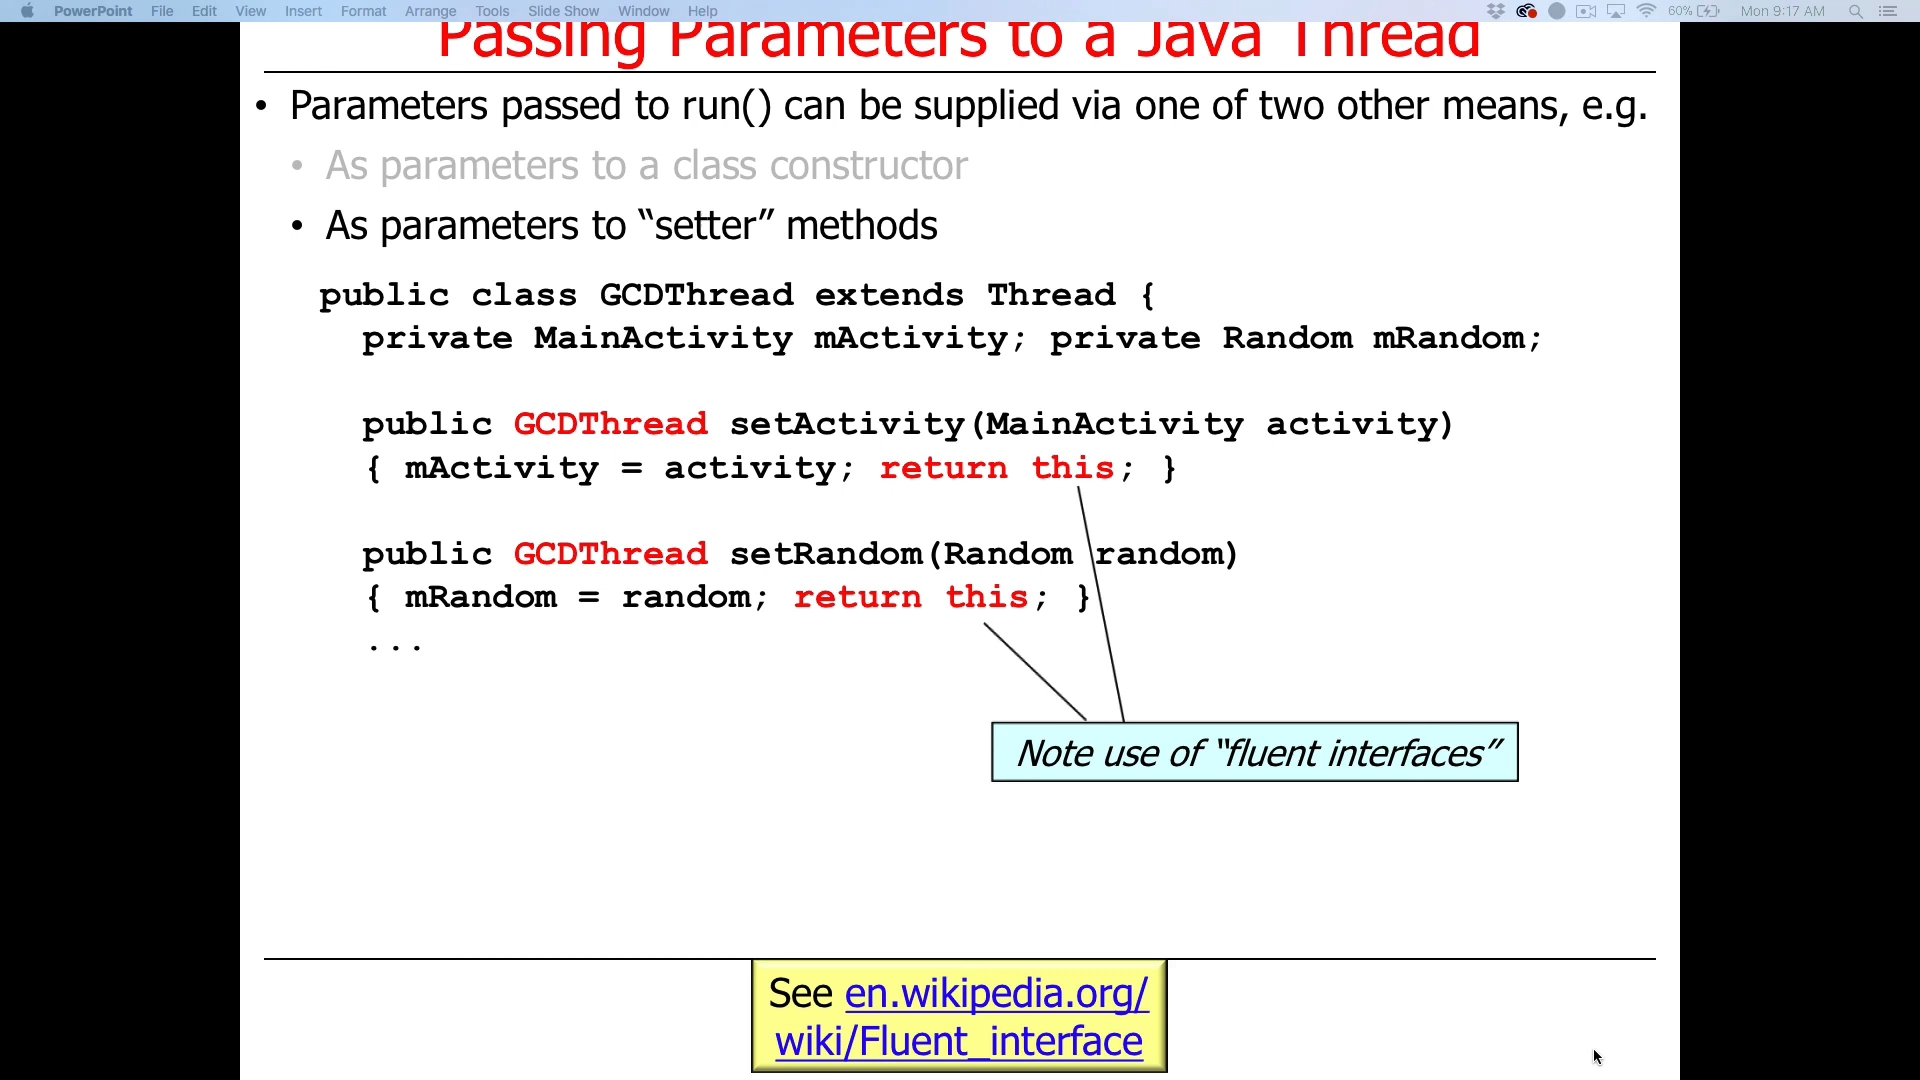 PowerPoint File Edit View Insert Format Arrange Tools Slide Show Window Help 60% Mon 9:17 AM
Passing Parameters to a Java Thread
• Parameters passed to run() can be supplied via one of two other means, e.g.
• As parameters to a class constructor
• As parameters to “setter” methods
public class GCDThread extends Thread {
private MainActivity mActivity; private Random mRandom;
public GCDThread setActivity(MainActivity activity)
{ mActivity = activity; return this; }
public GCDThread setRandom(Random random)
{ mRandom = random; return this; }
...
Note use of “fluent interfaces”
See en.wikipedia.org/
wiki/Fluent_interface